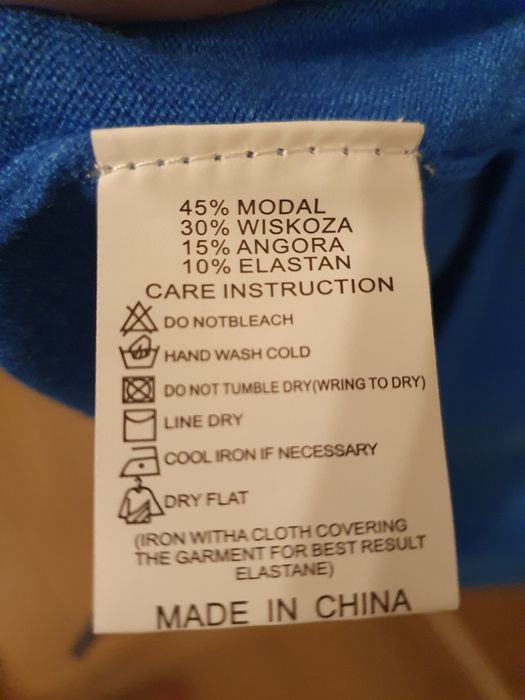 45% MODAL
30% WISKOZA
15% ANGORA
10% ELASTAN
CARE INSTRUCTION
DO NOTBLEACH
HAND WASH COLD
DO NOT TUMBLE DRY(WRING TO DRY)
LINE DRY
COOL IRON IF NECESSARY
DRY FLAT
(IRON WITHA CLOTH COVERING
THE GARMENT FOR BEST RESULT
ELASTANE)
MADE IN CHINA